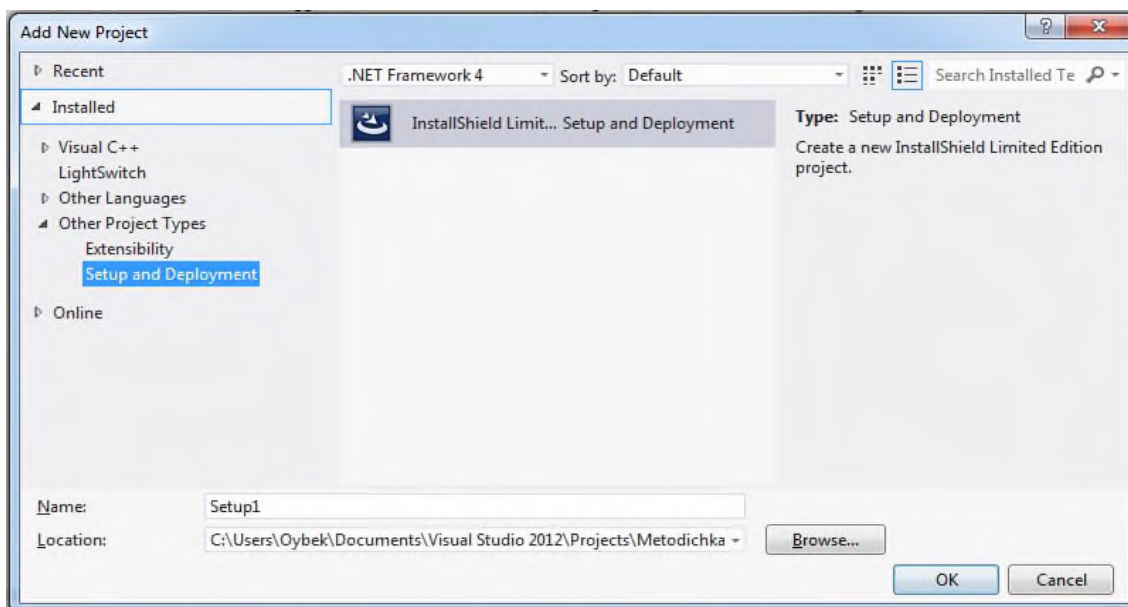 Add New Project
Recent
Installed
Visual C++
LightSwitch
Other Languages
Other Project Types
Extensibility
Setup and Deployment
Online
.NET Framework 4
Sort by: Default
Search Installed Te
InstallShield Limit... Setup and Deployment
Type: Setup and Deployment
Create a new InstallShield Limited Edition
project.
Name: Setup1
Location: C:\Users\Oybek\Documents\Visual Studio 2012\Projects\Metodichka
Browse...
OK Cancel